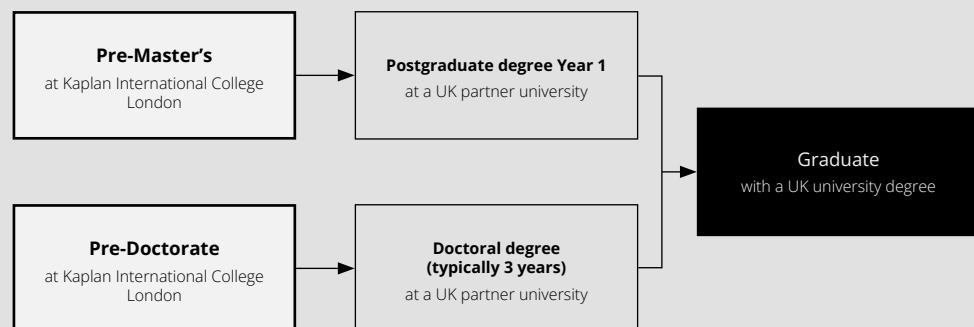 Pre-Master’s
at Kaplan International College
London
Postgraduate degree Year 1
at a UK partner university
Graduate
with a UK university degree
Pre-Doctorate
at Kaplan International College
London
Doctoral degree
(typically 3 years)
at a UK partner university